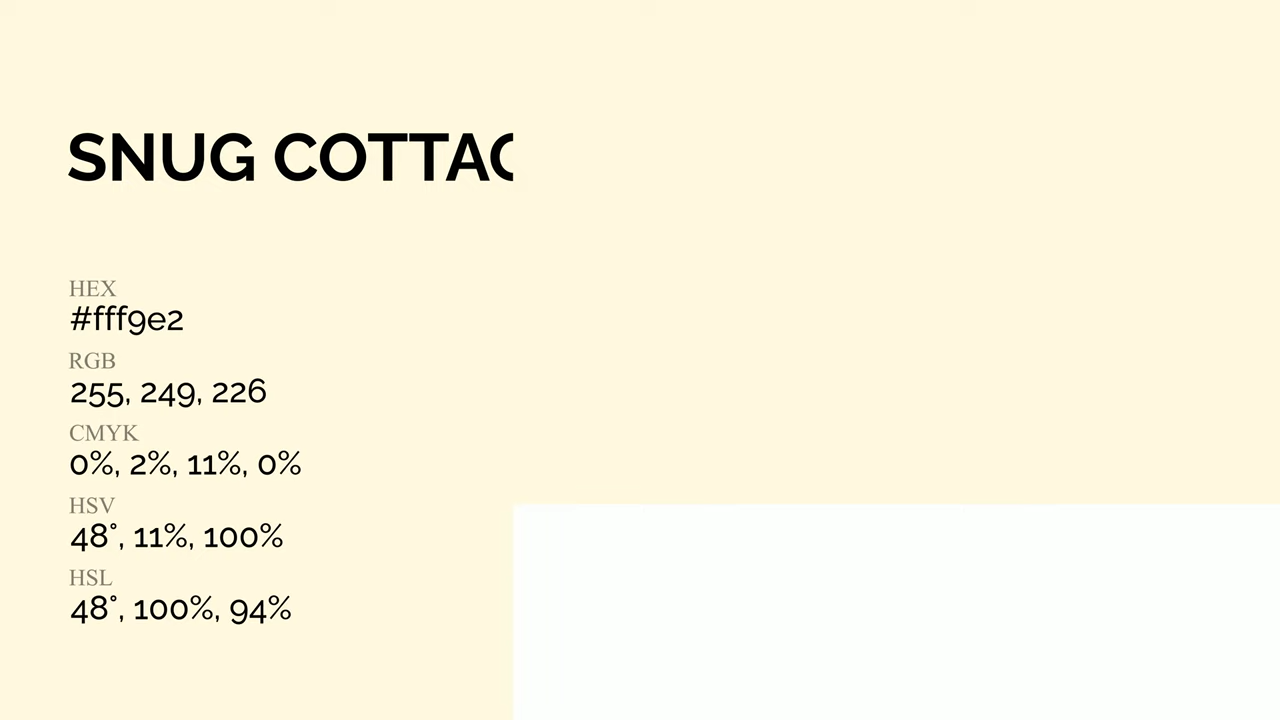 SNUG COTTAG
HEX
#fff9e2
RGB
255, 249, 226
CMYK
0%, 2%, 11%, 0%
HSV
48°, 11%, 100%
HSL
48°, 100%, 94%